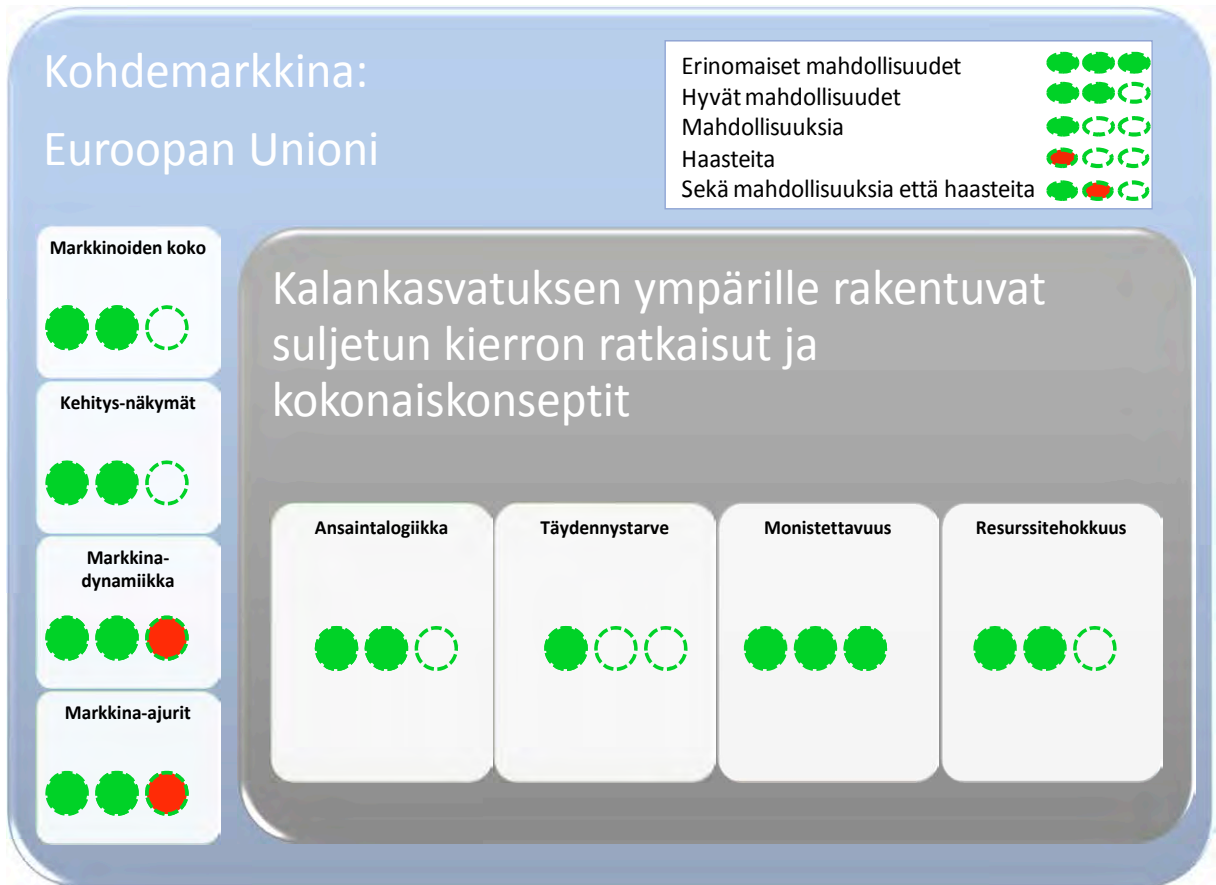 Kohdemarkkina:
Euroopan Unioni
Erinomaiset mahdollisuudet
Hyvät mahdollisuudet
Mahdollisuuksia
Haasteita
Sekä mahdollisuuksia että haasteita
Markkinoiden koko
Kehitys-näkymät
Markkina-
dynamiikka
Markkina-ajurit
Kalankasvatuksen ympärille rakentuvat
suljetun kierron ratkaisut ja
kokonaiskonseptit
Ansaintalogiikka
Täydennystarve
Monistettavuus
Resurssitehokkuus